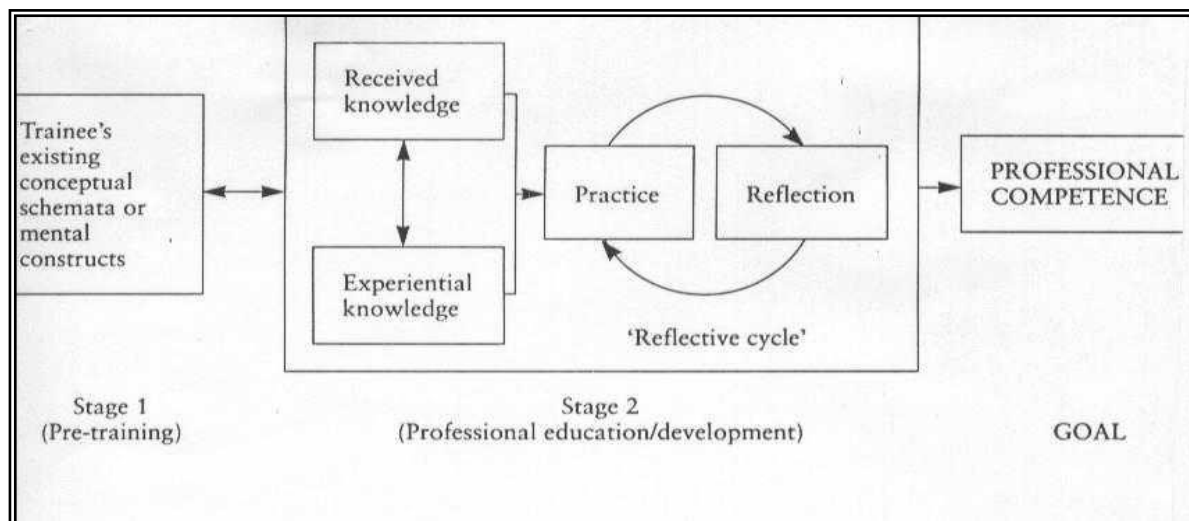 Trainee's
existing
conceptual
schemata or
mental
constructs
Received
knowledge
Experiential
knowledge
Practice
Reflection
'Reflective cycle'
PROFESSIONAL
COMPETENCE
Stage 1
(Pre-training)
Stage 2
(Professional education/development)
GOAL